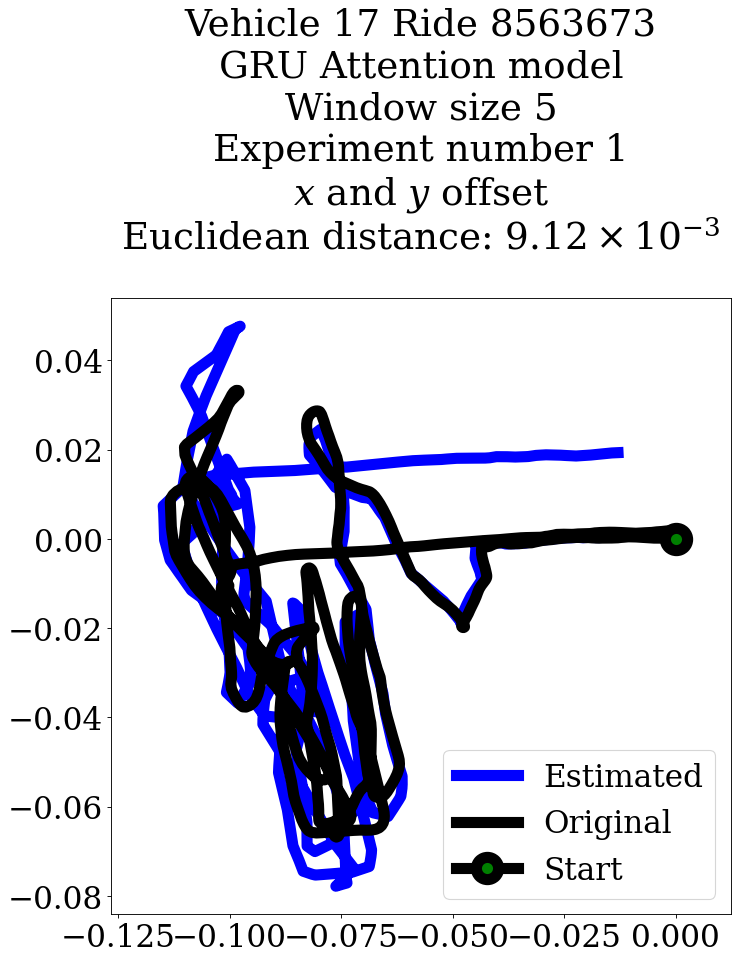 Vehicle 17 Ride 8563673
GRU Attention model
Window size 5
Experiment number 1
x and y offset
Euclidean distance: 9.12 × 10⁻³
0.04
0.02
0.00
−0.02
−0.04
−0.06
−0.08
Estimated
Original
Start
−0.125 −0.100 −0.075 −0.050 −0.025 0.000